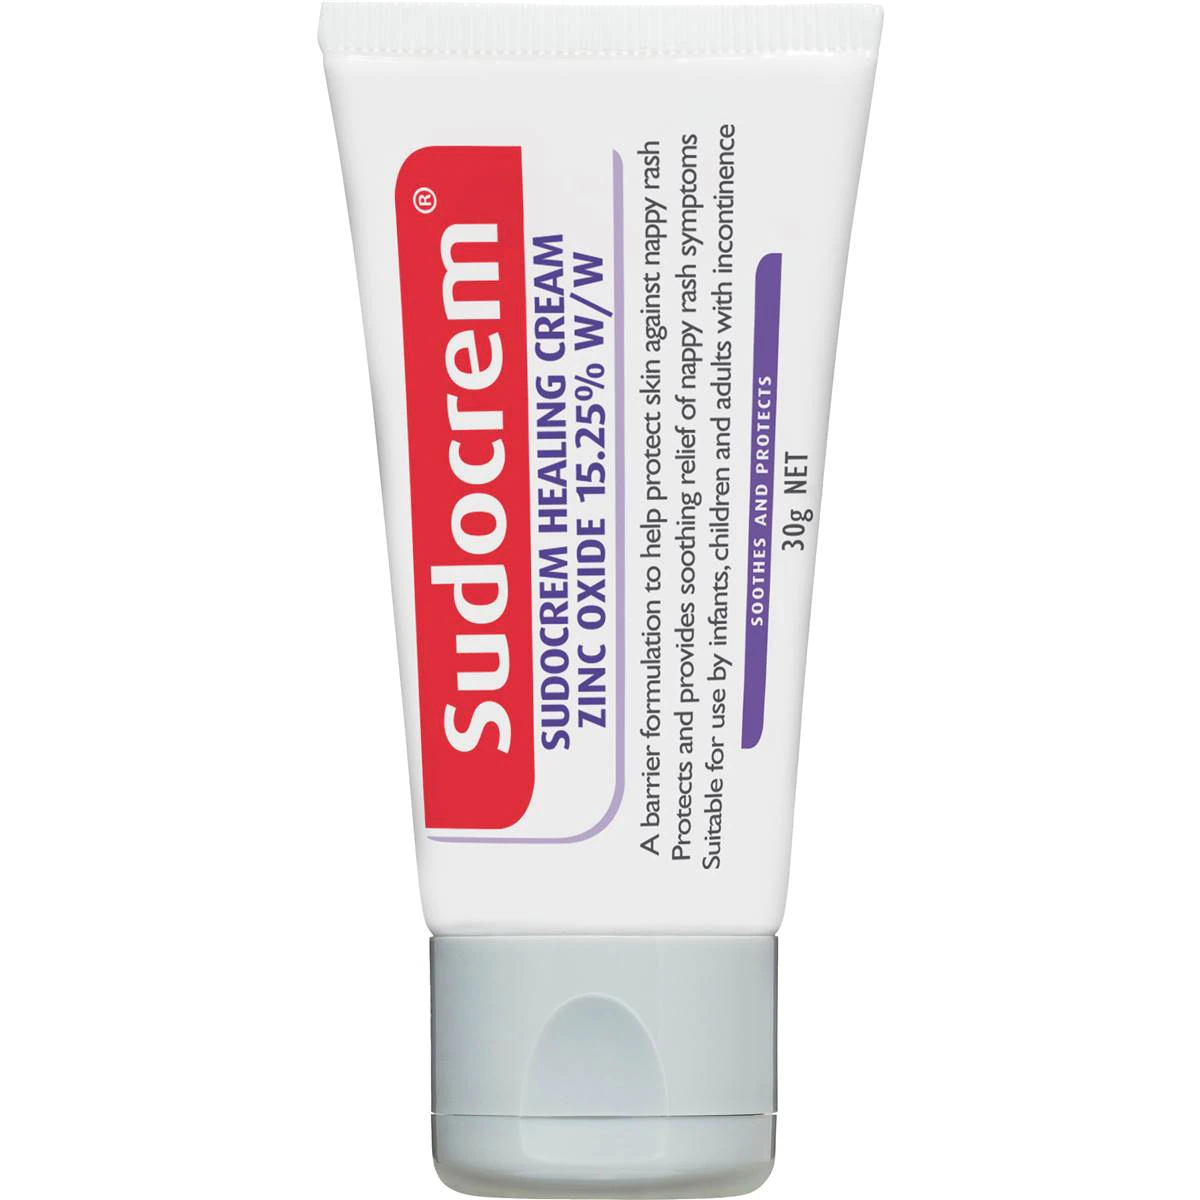 Sudocrem®
SUDOCREM HEALING CREAM
ZINC OXIDE 15.25% W/W
A barrier formulation to help protect skin against nappy rash
Protects and provides soothing relief of nappy rash symptoms
Suitable for use by infants, children and adults with incontinence
SOOTHES AND PROTECTS
30g NET